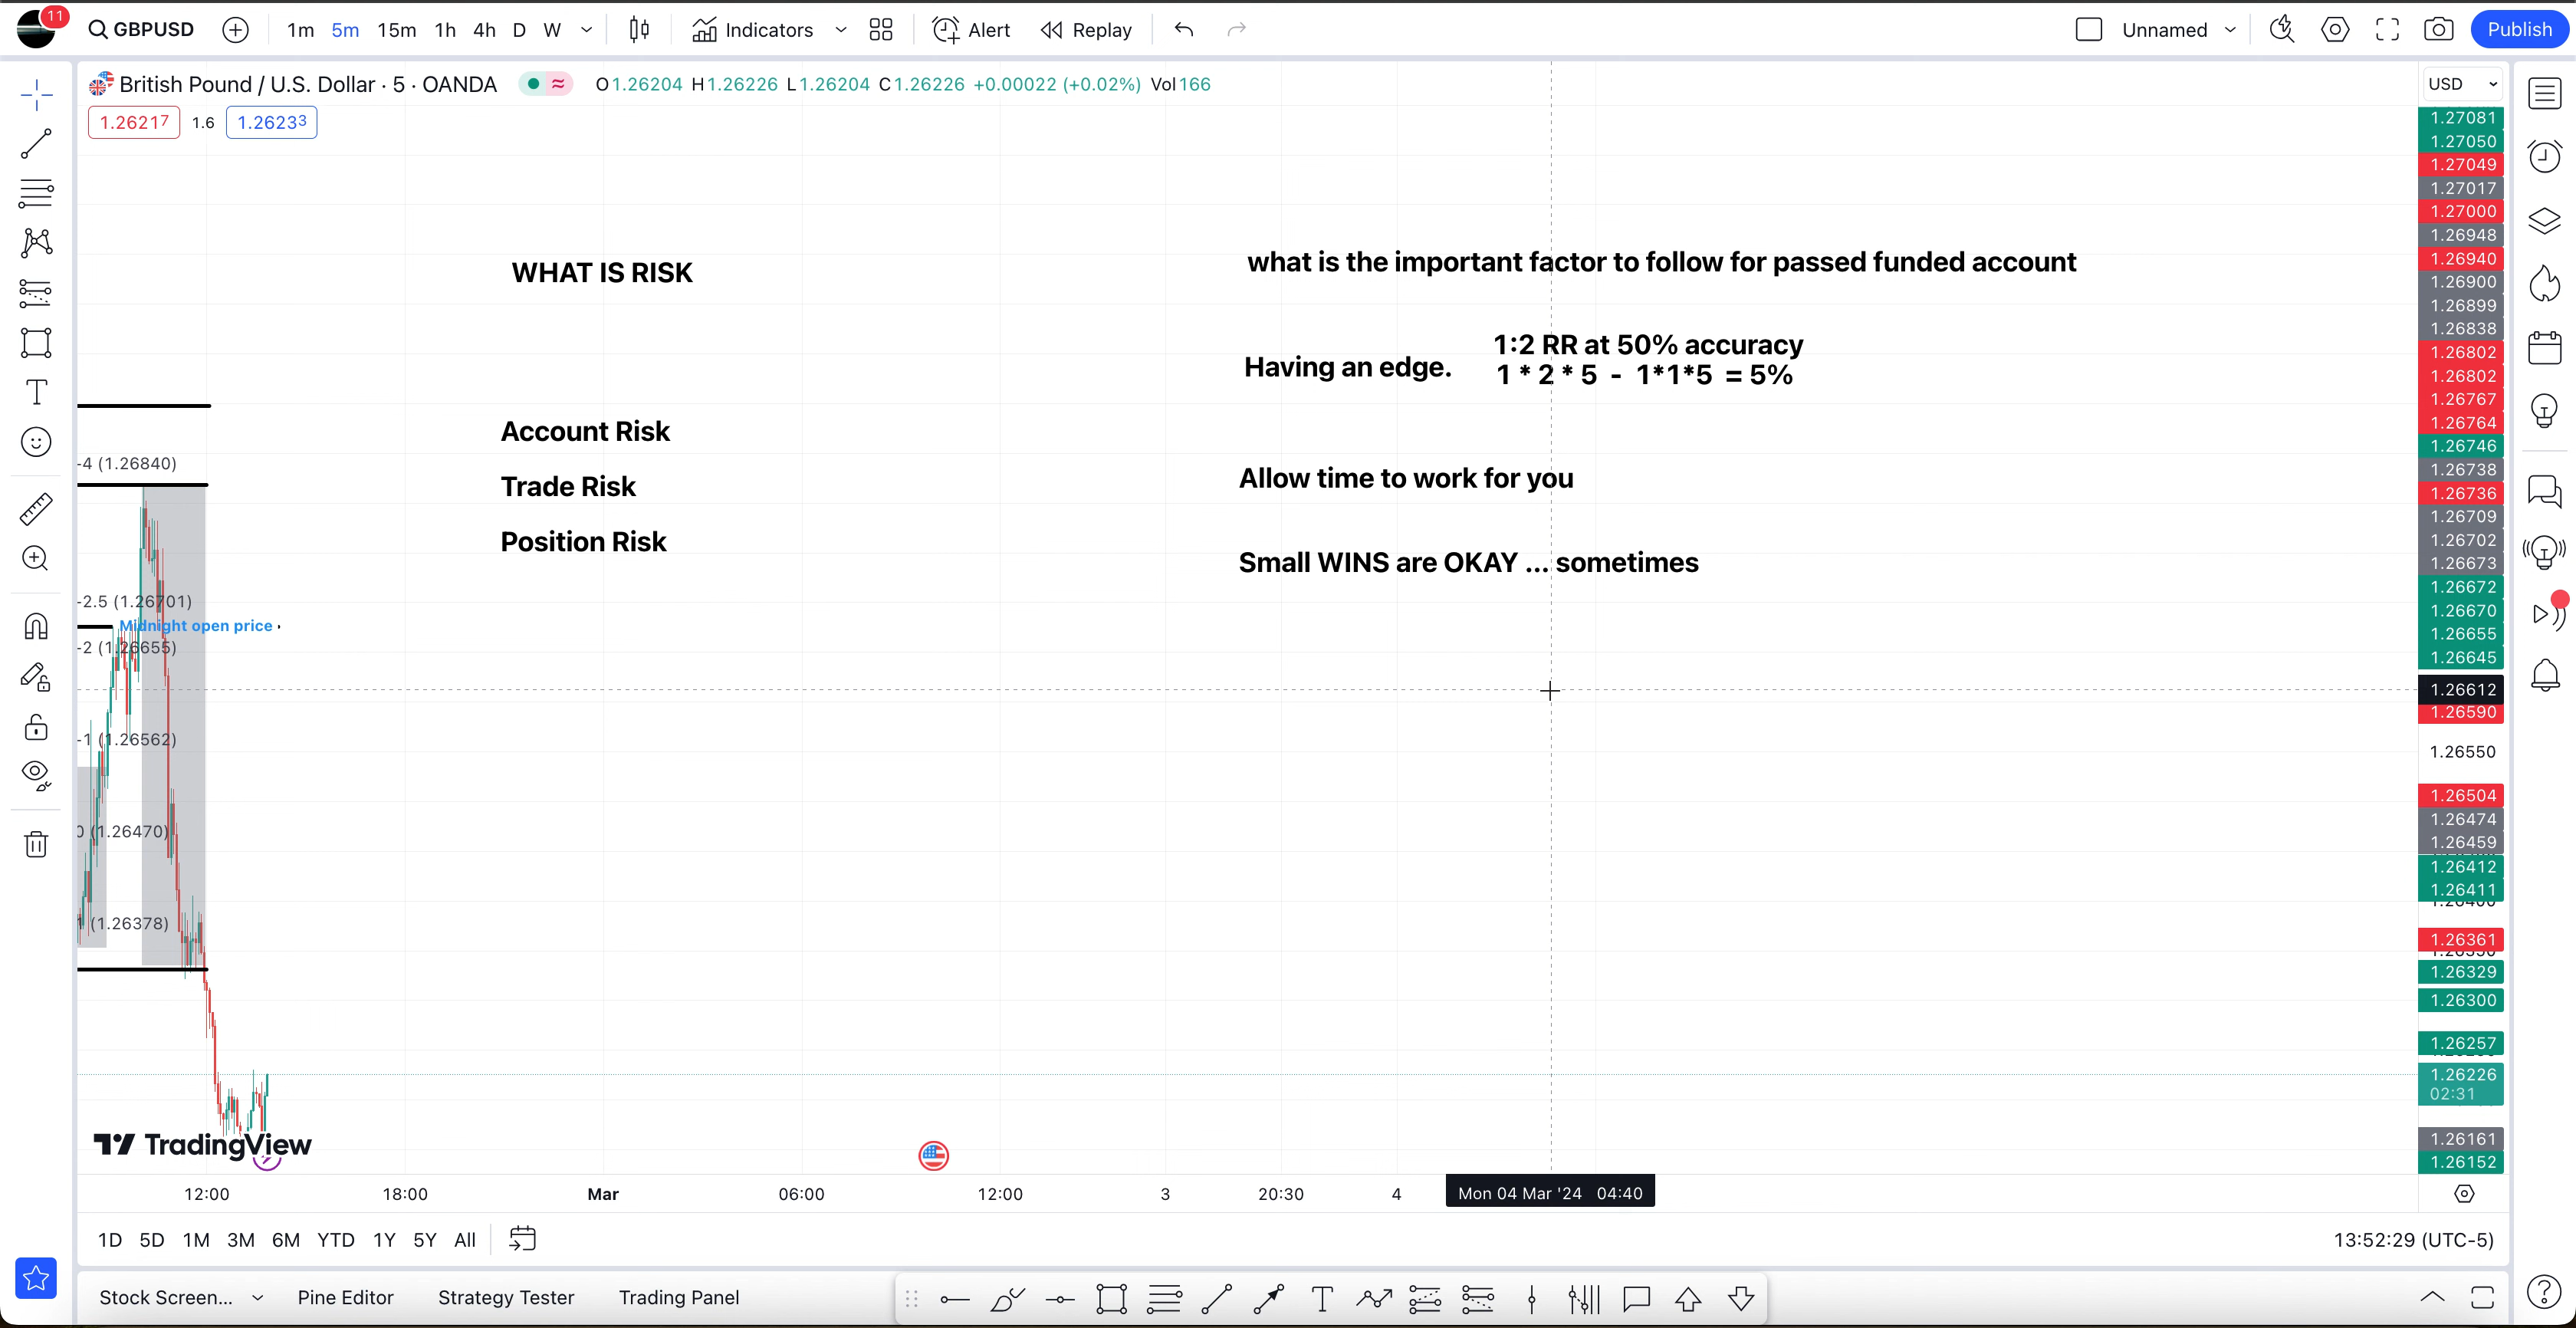 11
GBPUSD
1m 5m 15m 1h 4h D W
Indicators
Alert
Replay
Unnamed
Publish
British Pound / U.S. Dollar · 5 · OANDA
O1.26204 H1.26226 L1.26204 C1.26226 +0.00022 (+0.02%) Vol166
USD
1.26217 1.6 1.26233
WHAT IS RISK
Account Risk
Trade Risk
Position Risk
what is the important factor to follow for passed funded account
Having an edge.
1:2 RR at 50% accuracy
1 * 2 * 5 - 1*1*5 = 5%
Allow time to work for you
Small WINS are OKAY ... sometimes
-4 (1.26840)
-2.5 (1.26701)
Midnight open price
-2 (1.26655)
-1 (1.26562)
0 (1.26470)
(1.26378)
TradingView
1.27081
1.27050
1.27049
1.27017
1.27000
1.26948
1.26940
1.26900
1.26899
1.26838
1.26802
1.26802
1.26767
1.26764
1.26746
1.26738
1.26736
1.26709
1.26702
1.26673
1.26672
1.26670
1.26655
1.26645
1.26612
1.26590
1.26550
1.26504
1.26474
1.26459
1.26412
1.26411
1.26361
1.26329
1.26300
1.26257
1.26226
02:31
1.26161
1.26152
12:00 18:00 Mar 06:00 12:00 3 20:30 4 Mon 04 Mar '24 04:40
1D 5D 1M 3M 6M YTD 1Y 5Y All
13:52:29 (UTC-5)
Stock Screen... Pine Editor Strategy Tester Trading Panel